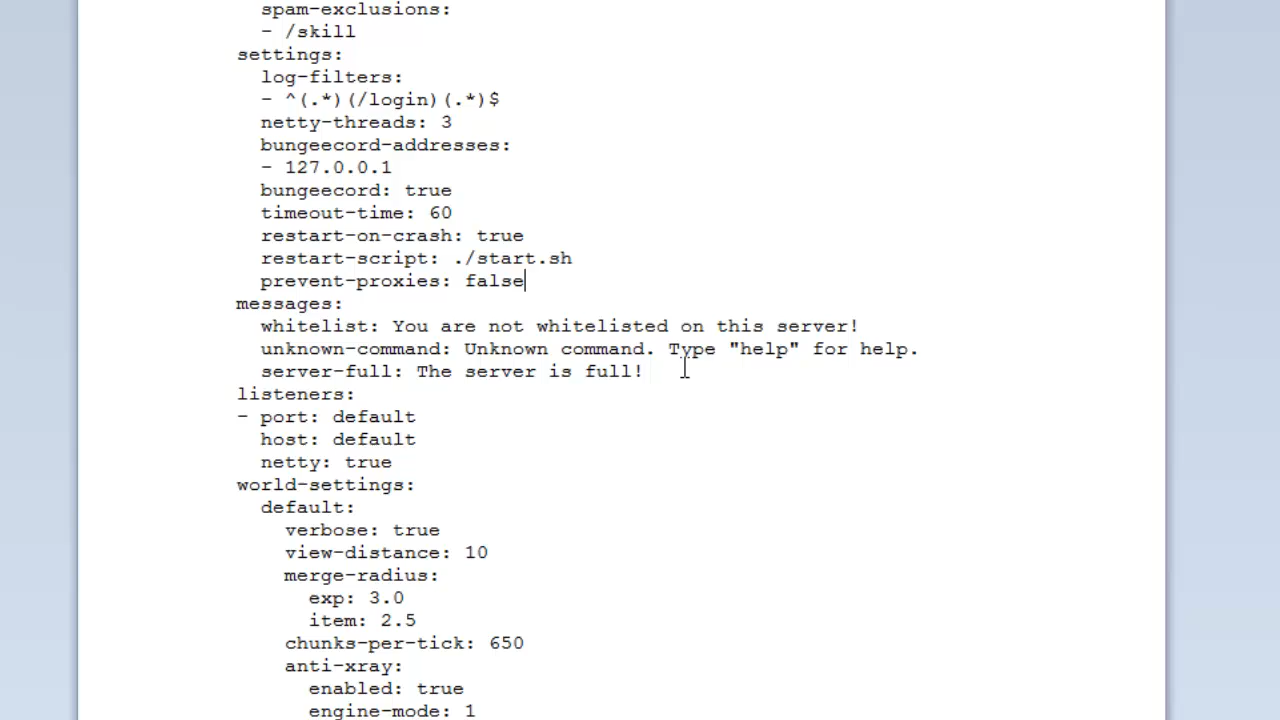 spam-exclusions:
- /skill
settings:
log-filters:
- ^(.*)(/login)(.*)$
netty-threads: 3
bungeecord-addresses:
- 127.0.0.1
bungeecord: true
timeout-time: 60
restart-on-crash: true
restart-script: ./start.sh
prevent-proxies: false
messages:
whitelist: You are not whitelisted on this server!
unknown-command: Unknown command. Type "help" for help.
server-full: The server is full!
listeners:
- port: default
host: default
netty: true
world-settings:
default:
verbose: true
view-distance: 10
merge-radius:
exp: 3.0
item: 2.5
chunks-per-tick: 650
anti-xray:
enabled: true
engine-mode: 1